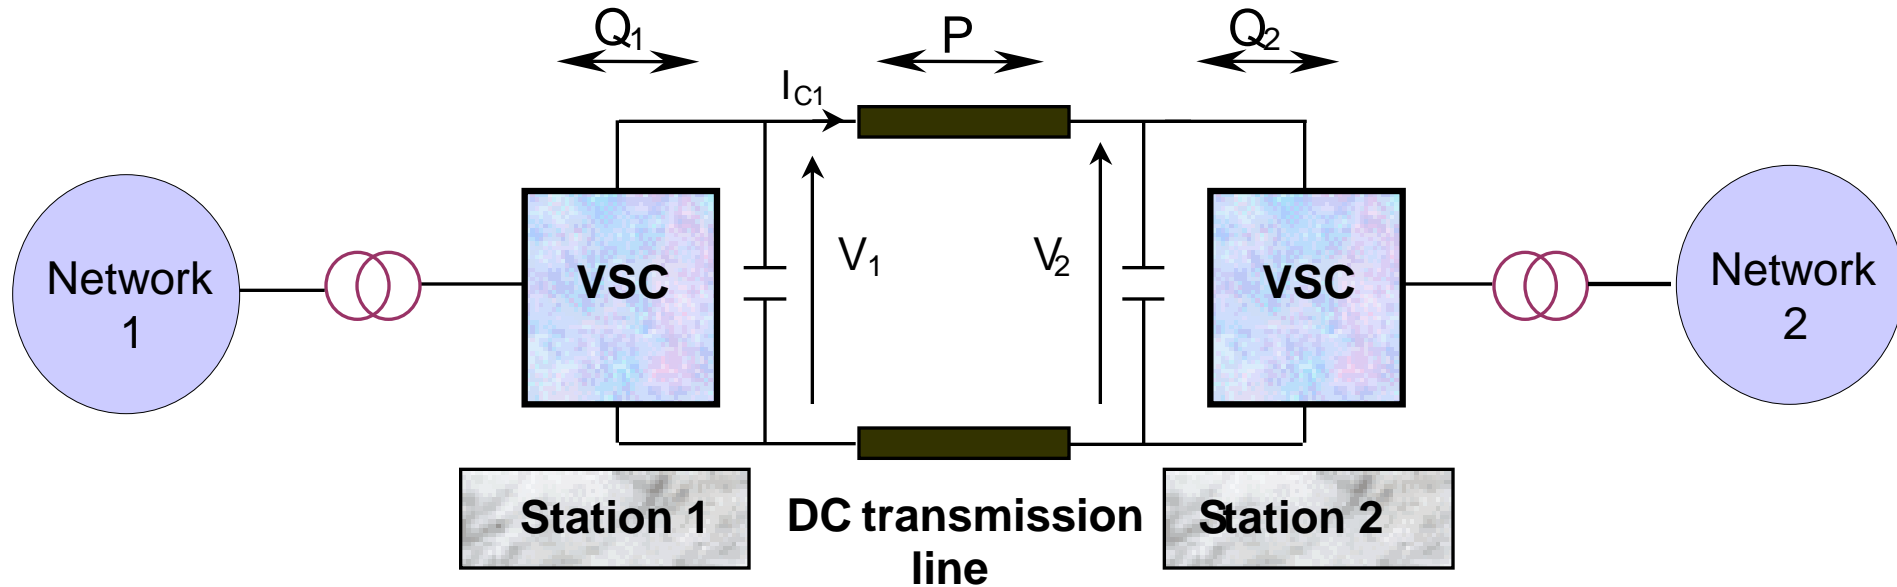 Q1
P
Q2
IC1
Network
1
VSC
V1
V2
VSC
Network
2
Station 1
DC transmission
line
Station 2